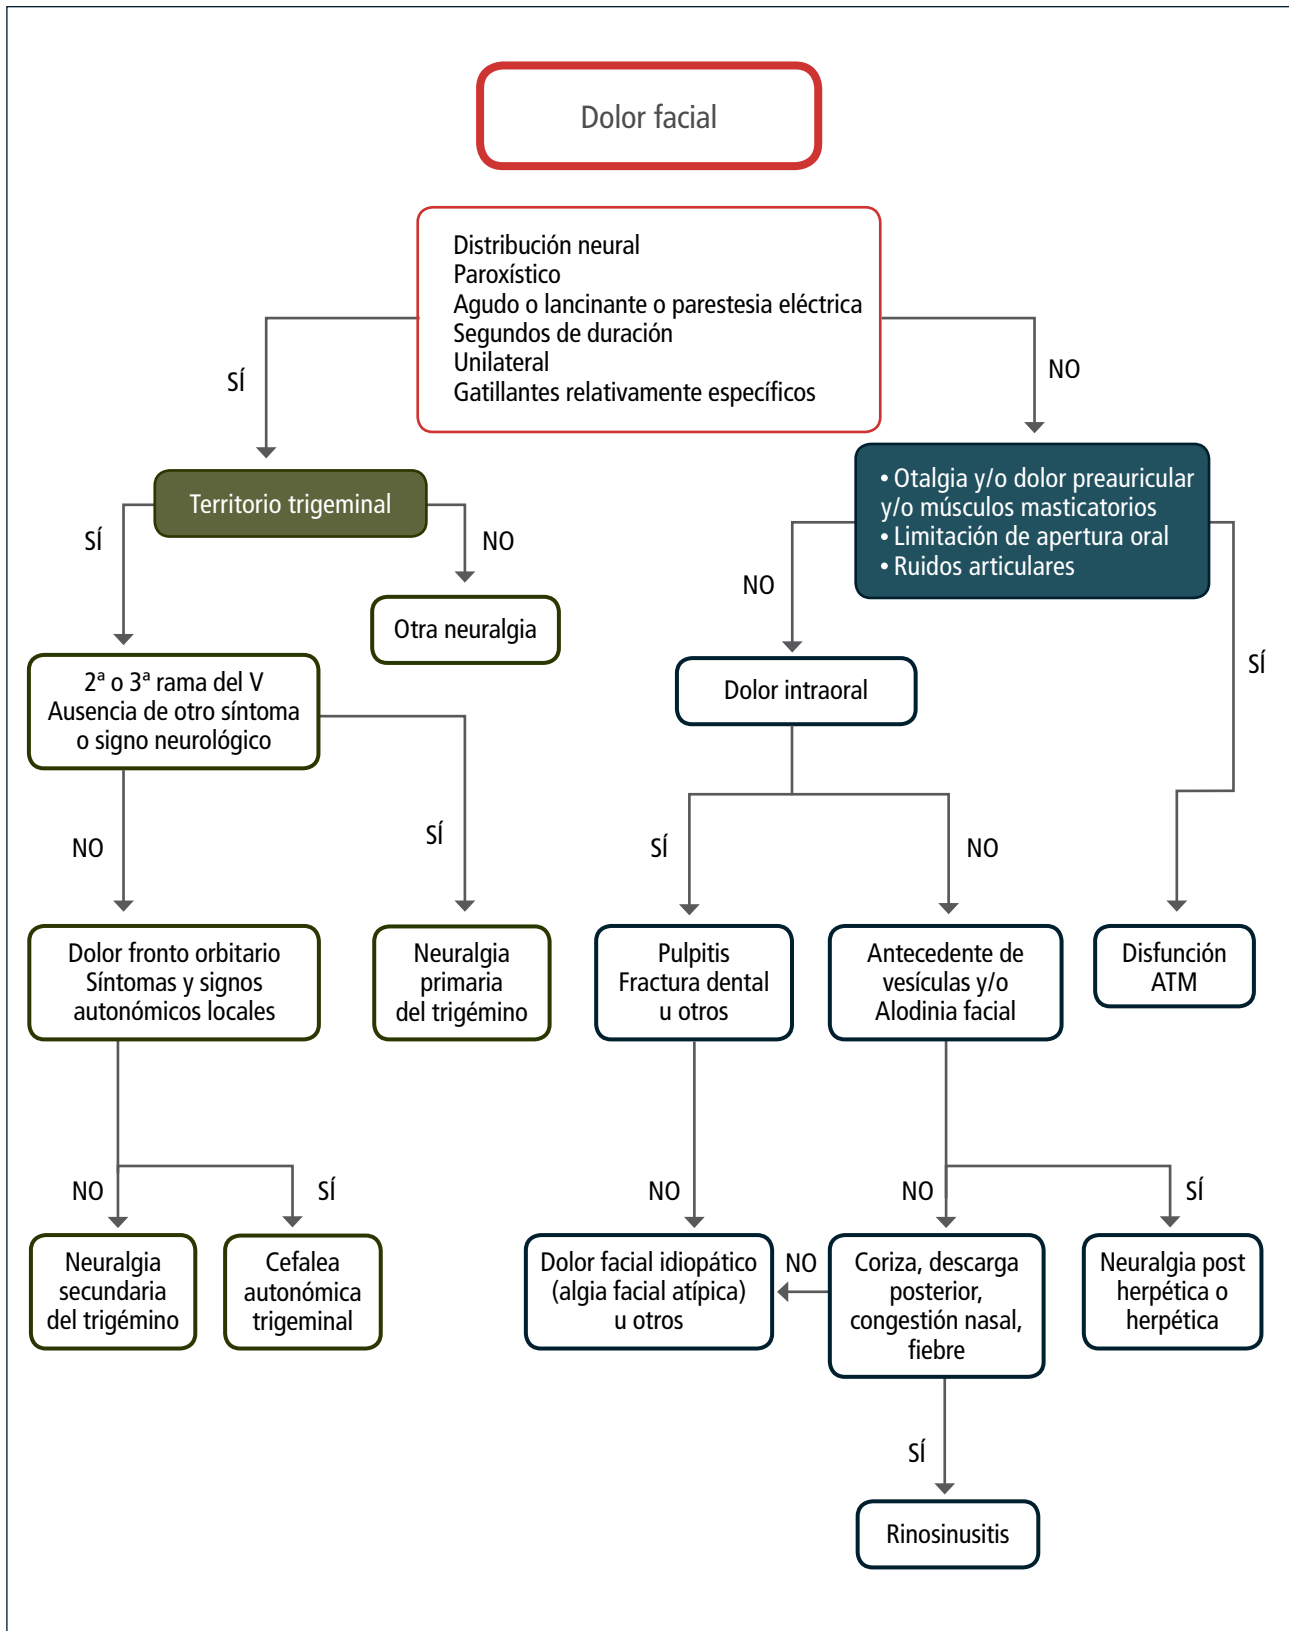 Dolor facial
Distribución neural
Paroxístico
Agudo o lancinante o parestesia eléctrica
Segundos de duración
Unilateral
Gatillantes relativamente específicos
SÍ
NO
Territorio trigeminal
• Otalgia y/o dolor preauricular
y/o músculos masticatorios
• Limitación de apertura oral
• Ruidos articulares
SÍ
NO
NO
SÍ
Otra neuralgia
2ª o 3ª rama del V
Ausencia de otro síntoma
o signo neurológico
Dolor intraoral
NO
SÍ
SÍ
NO
Dolor fronto orbitario
Síntomas y signos
autonómicos locales
Neuralgia
primaria
del trigémino
Pulpitis
Fractura dental
u otros
Antecedente de
vesículas y/o
Alodinia facial
Disfunción
ATM
NO
SÍ
NO
NO
SÍ
Neuralgia
secundaria
del trigémino
Cefalea
autonómica
trigeminal
Dolor facial idiopático
(algia facial atípica)
u otros
NO
Coriza, descarga
posterior,
congestión nasal,
fiebre
Neuralgia post
herpética o
herpética
SÍ
Rinosinusitis